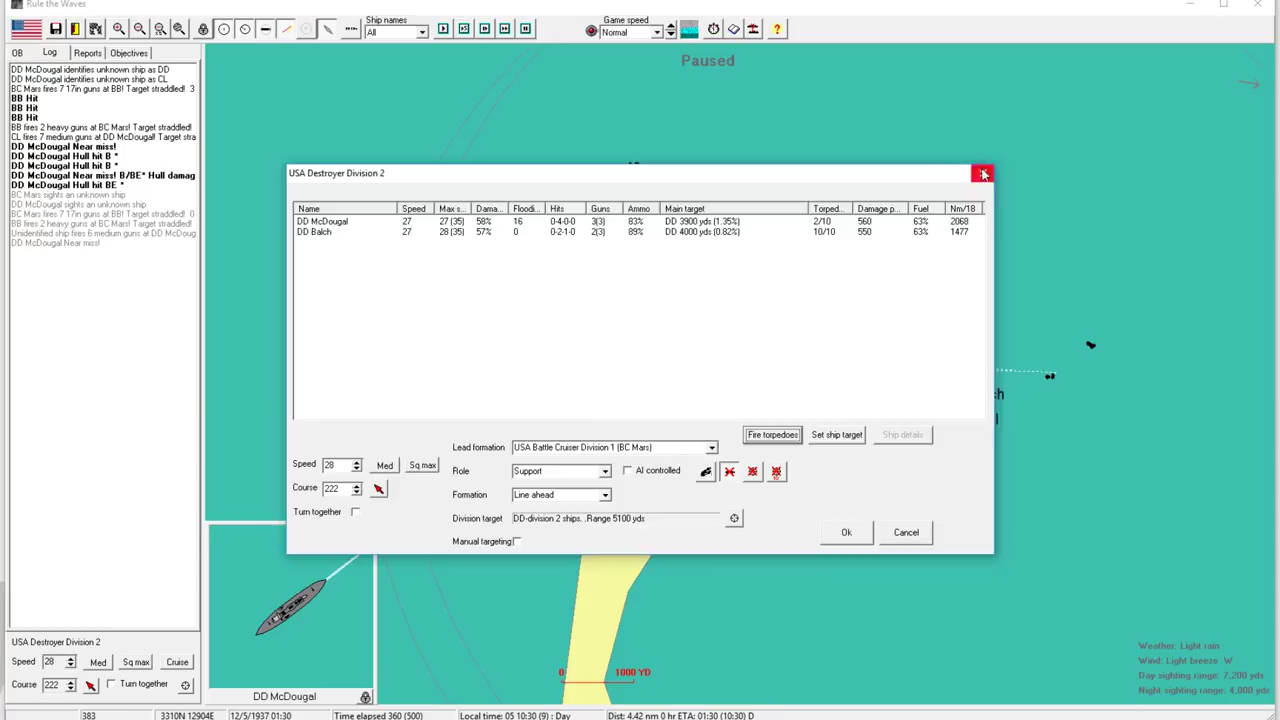 Rule the Waves
Ship names
All
Game speed
Normal
OB Log Reports Objectives
DD McDougal identifies unknown ship as DD
DD McDougal identifies unknown ship as CL
BC Mars fires 7 17in guns at BB! Target straddled! 3
BB Hit
BB Hit
BB Hit
BB fires 2 heavy guns at BC Mars! Target straddled!
CL fires 7 medium guns at DD McDougal! Target stra
DD McDougal Near miss!
DD McDougal Hull hit B *
DD McDougal Hull hit B *
DD McDougal Near miss! B/BE* Hull damag
DD McDougal Hull hit BE *
BC Mars sights an unknown ship
DD McDougal sights an unknown ship
BC Mars fires 7 17in guns at BB! Target straddled! 0
BB fires 2 heavy guns at BC Mars! Target straddled!
Unidentified ship fires 6 medium guns at DD McDoug
DD McDougal Near miss!
Paused
USA Destroyer Division 2
Name Speed Max s... Dama... Floodi... Hits Guns Ammo Main target Torped... Damage p... Fuel Nm/18
DD McDougal 27 27 (35) 58% 16 0-4-0-0 3(3) 83% DD 3900 yds (1.35%) 2/10 560 63% 2068
DD Balch 27 28 (35) 57% 0 0-2-1-0 2(3) 89% DD 4000 yds (0.82%) 10/10 550 63% 1477
ch
l
Fire torpedoes Set ship target Ship details
Lead formation USA Battle Cruiser Division 1 (BC Mars)
Speed 28 Med Sq max
Role Support AI controlled
Course 222
Formation Line ahead
Turn together
Division target DD-division 2 ships. .Range 5100 yds
Manual targeting
Ok Cancel
USA Destroyer Division 2
Speed 28 Med Sq max Cruise
Course 222 Turn together
DD McDougal
0 1000 YD
Weather: Light rain
Wind: Light breeze W
Day sighting range: 7,200 yds
Night sighting range: 4,000 yds
383 3310N 12904E 12/5/1937 01:30 Time elapsed 360 (500) Local time: 05 10:30 (9) : Day Dist: 4.42 nm 0 hr ETA: 01:30 (10:30) D